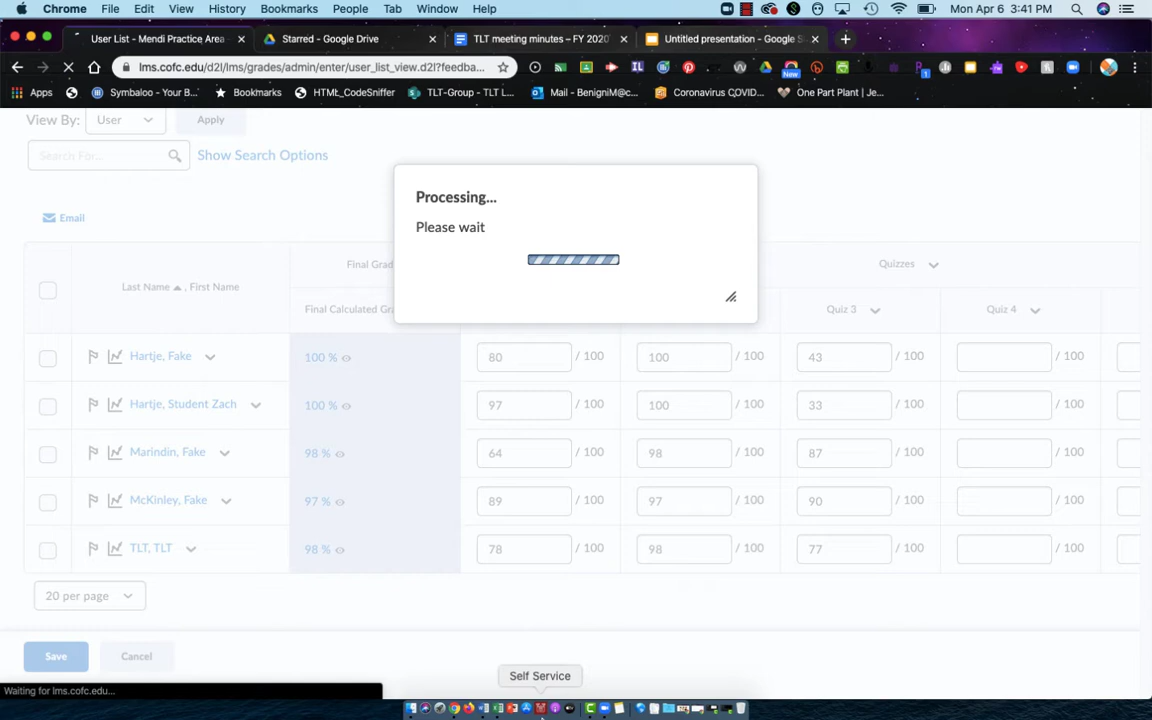 Chrome File Edit View History Bookmarks People Tab Window Help Mon Apr 6 3:41 PM
User List - Mendi Practice Area Starred - Google Drive TLT meeting minutes – FY 2020 Untitled presentation - Google S
lms.cofc.edu/d2l/lms/grades/admin/enter/user_list_view.d2l?feedba... New 1
Apps Symbaloo - Your B... Bookmarks HTML_CodeSniffer TLT-Group - TLT L... Mail - BenigniM@c... Coronavirus COVID... One Part Plant | Je...
View By: User Apply
Search For... Show Search Options
Processing...
Please wait
Email
Final Grad Quizzes
Last Name , First Name
Final Calculated Gra Quiz 3 Quiz 4
Hartje, Fake 100 % 80 / 100 100 / 100 43 / 100 / 100
Hartje, Student Zach 100 % 97 / 100 100 / 100 33 / 100 / 100
Marindin, Fake 98 % 64 / 100 98 / 100 87 / 100 / 100
McKinley, Fake 97 % 89 / 100 97 / 100 90 / 100 / 100
TLT, TLT 98 % 78 / 100 98 / 100 77 / 100 / 100
20 per page
Save Cancel
Self Service
Waiting for lms.cofc.edu...